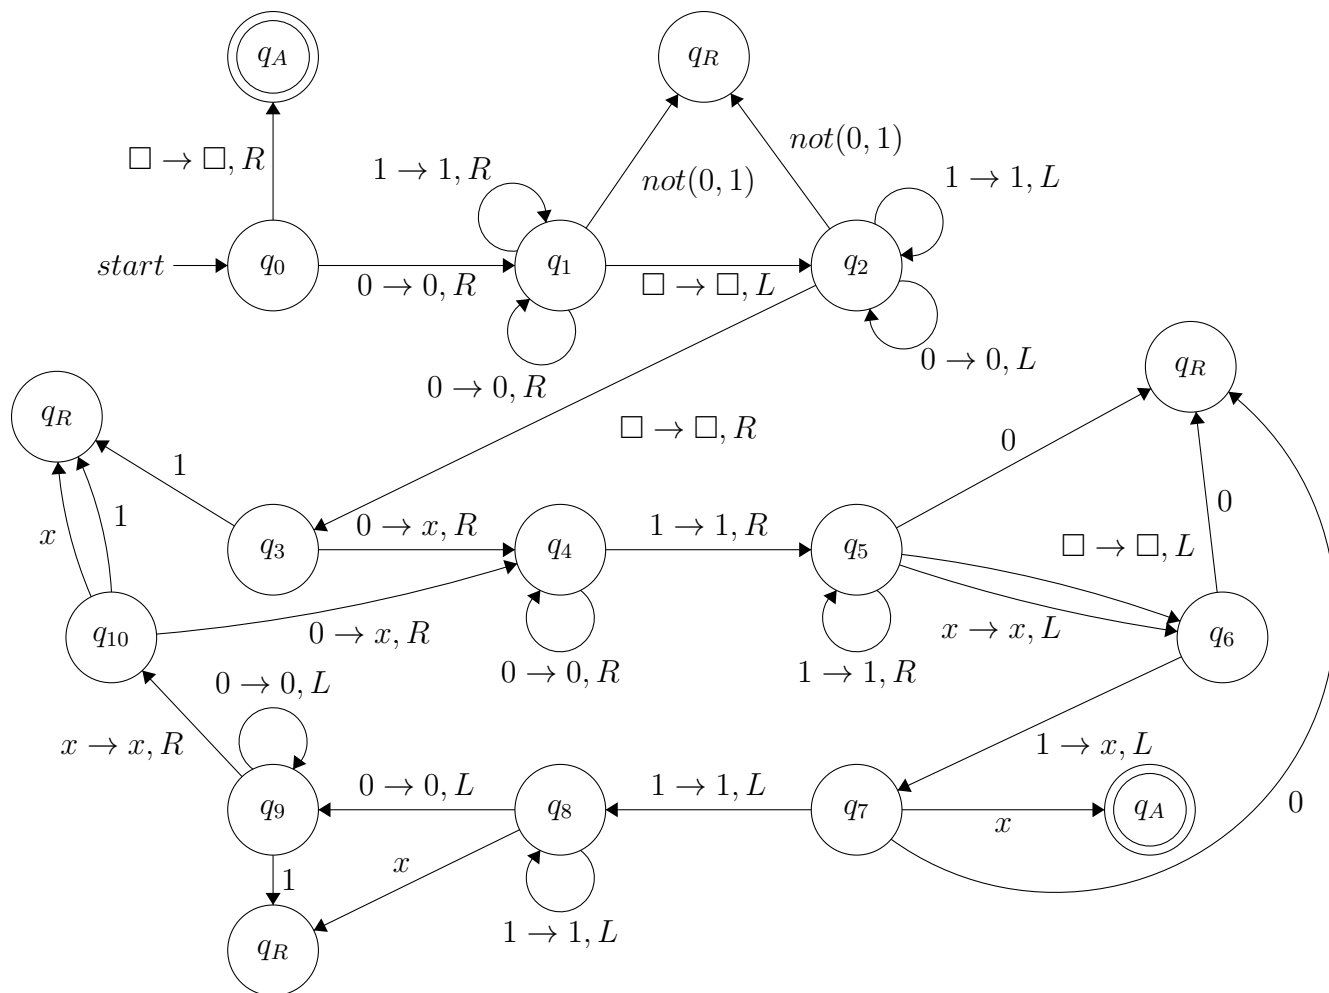 q_A
q_R
□ → □, R
1 → 1, R
not(0, 1)
not(0, 1)
1 → 1, L
start
q_0
0 → 0, R
q_1
□ → □, L
q_2
0 → 0, R
0 → 0, L
□ → □, R
q_R
q_R
1
0
x
1
q_3
0 → x, R
q_4
1 → 1, R
q_5
□ → □, L
0
q_10
0 → x, R
0 → 0, R
1 → 1, R
x → x, L
q_6
0 → 0, L
x → x, R
1 → x, L
q_9
0 → 0, L
q_8
1 → 1, L
q_7
x
q_A
0
1
x
1 → 1, L
q_R